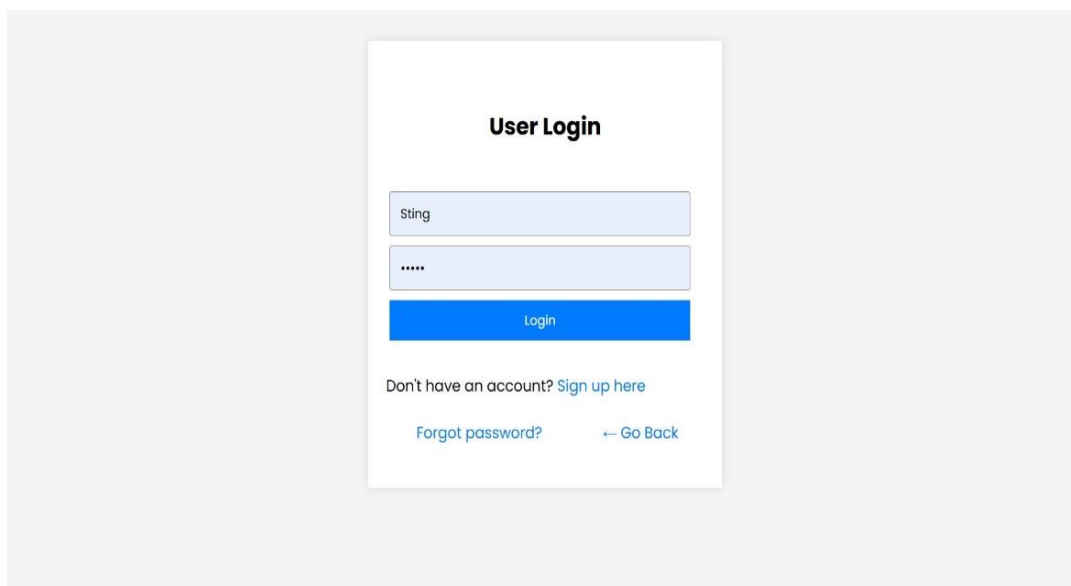 User Login
Sting
•••••
Login
Don't have an account? Sign up here
Forgot password? ← Go Back